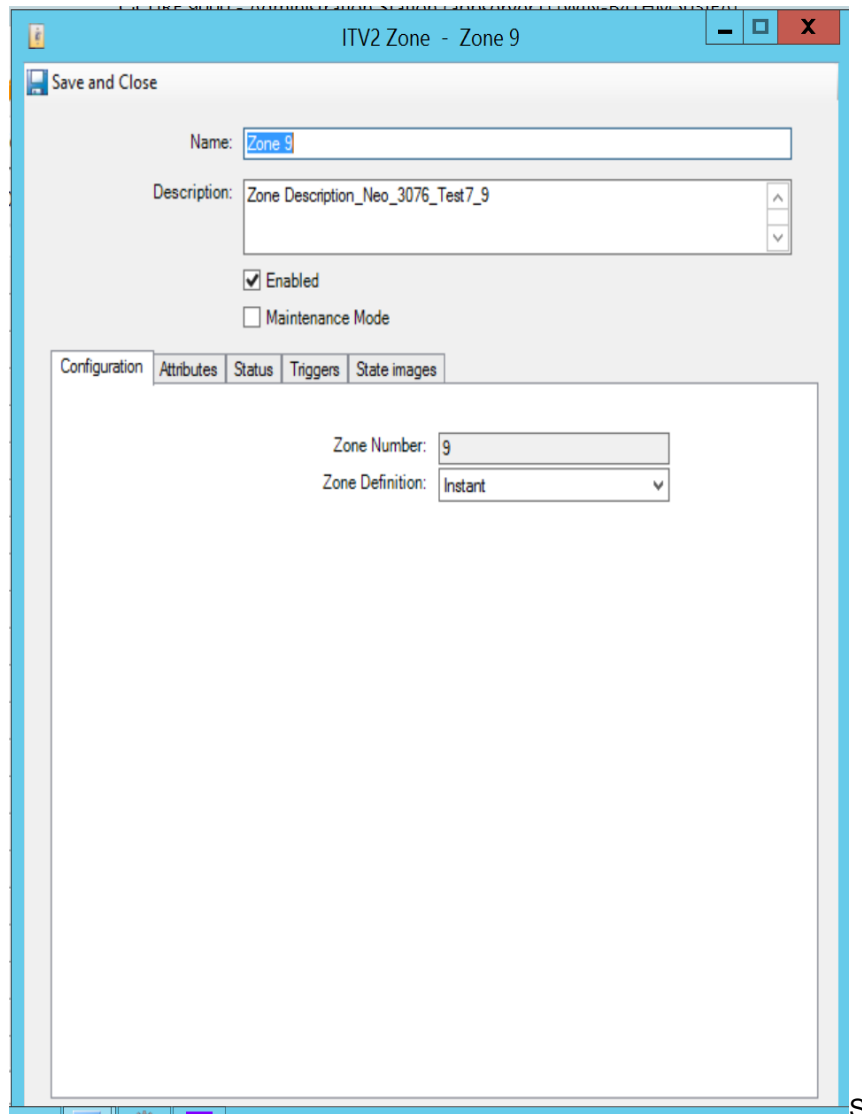 ITV2 Zone - Zone 9
X
Save and Close
Name: Zone 9
Description: Zone Description_Neo_3076_Test7_9
Enabled
Maintenance Mode
Configuration Attributes Status Triggers State images
Zone Number: 9
Zone Definition: Instant